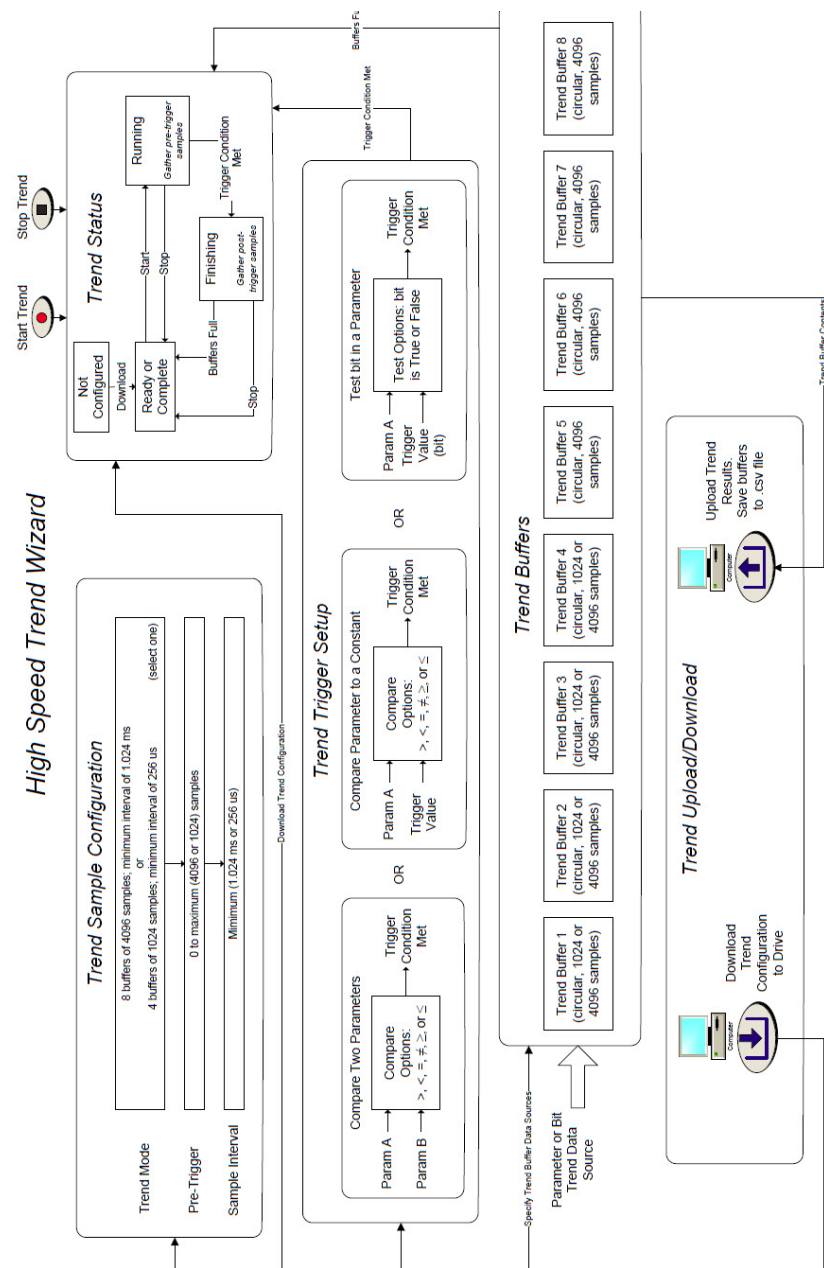 High Speed Trend Wizard
Trend Sample Configuration
Trend Mode
8 buffers of 4096 samples; minimum interval of 1.024 ms
or
4 buffers of 1024 samples; minimum interval of 256 us
(select one)
Pre-Trigger
0 to maximum (4096 or 1024) samples
Sample Interval
Minimum (1.024 ms or 256 us)
Download Trend Configuration
Start Trend
Stop Trend
Trend Status
Not
Configured
Download
Ready or
Complete
Start
Stop
Running
Gather pre-trigger
samples
Trigger Condition
Met
Finishing
Gather post-
trigger samples
Buffers Full
Stop
Trend Trigger Setup
Compare Two Parameters
Param A
Param B
Compare
Options:
>, <, =, ≠, ≥, or ≤
Trigger
Condition
Met
OR
Compare Parameter to a Constant
Param A
Trigger
Value
Compare
Options:
>, <, =, ≠, ≥, or ≤
Trigger
Condition
Met
OR
Test bit in a Parameter
Param A
Trigger
Value
(bit)
Test Options: bit
is True or False
Trigger
Condition
Met
Trigger Condition Met
Specify Trend Buffer Data Sources
Parameter or Bit
Trend Data
Source
Trend Buffers
Trend Buffer 1
(circular, 1024 or
4096 samples)
Trend Buffer 2
(circular, 1024 or
4096 samples)
Trend Buffer 3
(circular, 1024 or
4096 samples)
Trend Buffer 4
(circular, 1024 or
4096 samples)
Trend Buffer 5
(circular, 4096
samples)
Trend Buffer 6
(circular, 4096
samples)
Trend Buffer 7
(circular, 4096
samples)
Trend Buffer 8
(circular, 4096
samples)
Buffers
Trend Upload/Download
Computer
Download
Trend
Configuration
to Drive
Computer
Upload Trend
Results.
Save buffers
to .csv file
Trend Buffer Contents